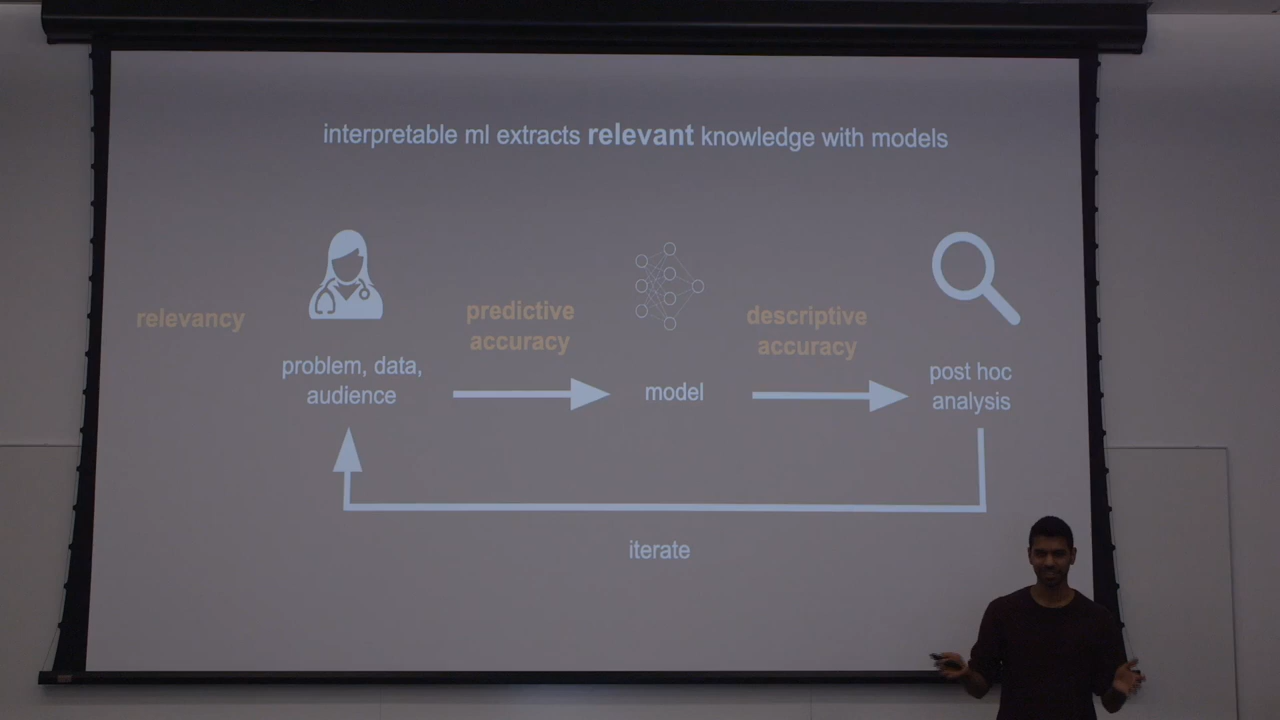 interpretable ml extracts relevant knowledge with models
relevancy
problem, data,
audience
predictive
accuracy
model
descriptive
accuracy
post hoc
analysis
iterate